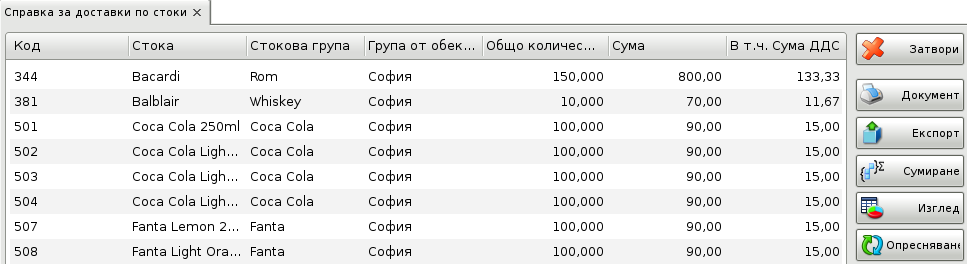 Справка за доставки по стоки ×
Код Стока Стокова група Група от обек... Общо количес... Сума В т.ч. Сума ДДС
344 Bacardi Rom София 150,000 800,00 133,33
381 Balblair Whiskey София 10,000 70,00 11,67
501 Coca Cola 250ml Coca Cola София 100,000 90,00 15,00
502 Coca Cola Ligh... Coca Cola София 100,000 90,00 15,00
503 Coca Cola Ligh... Coca Cola София 100,000 90,00 15,00
504 Coca Cola Ligh... Coca Cola София 100,000 90,00 15,00
507 Fanta Lemon 2... Fanta София 100,000 90,00 15,00
508 Fanta Light Ora... Fanta София 100,000 90,00 15,00
Затвори
Документ
Експорт
Сумиране
Изглед
Опресняване